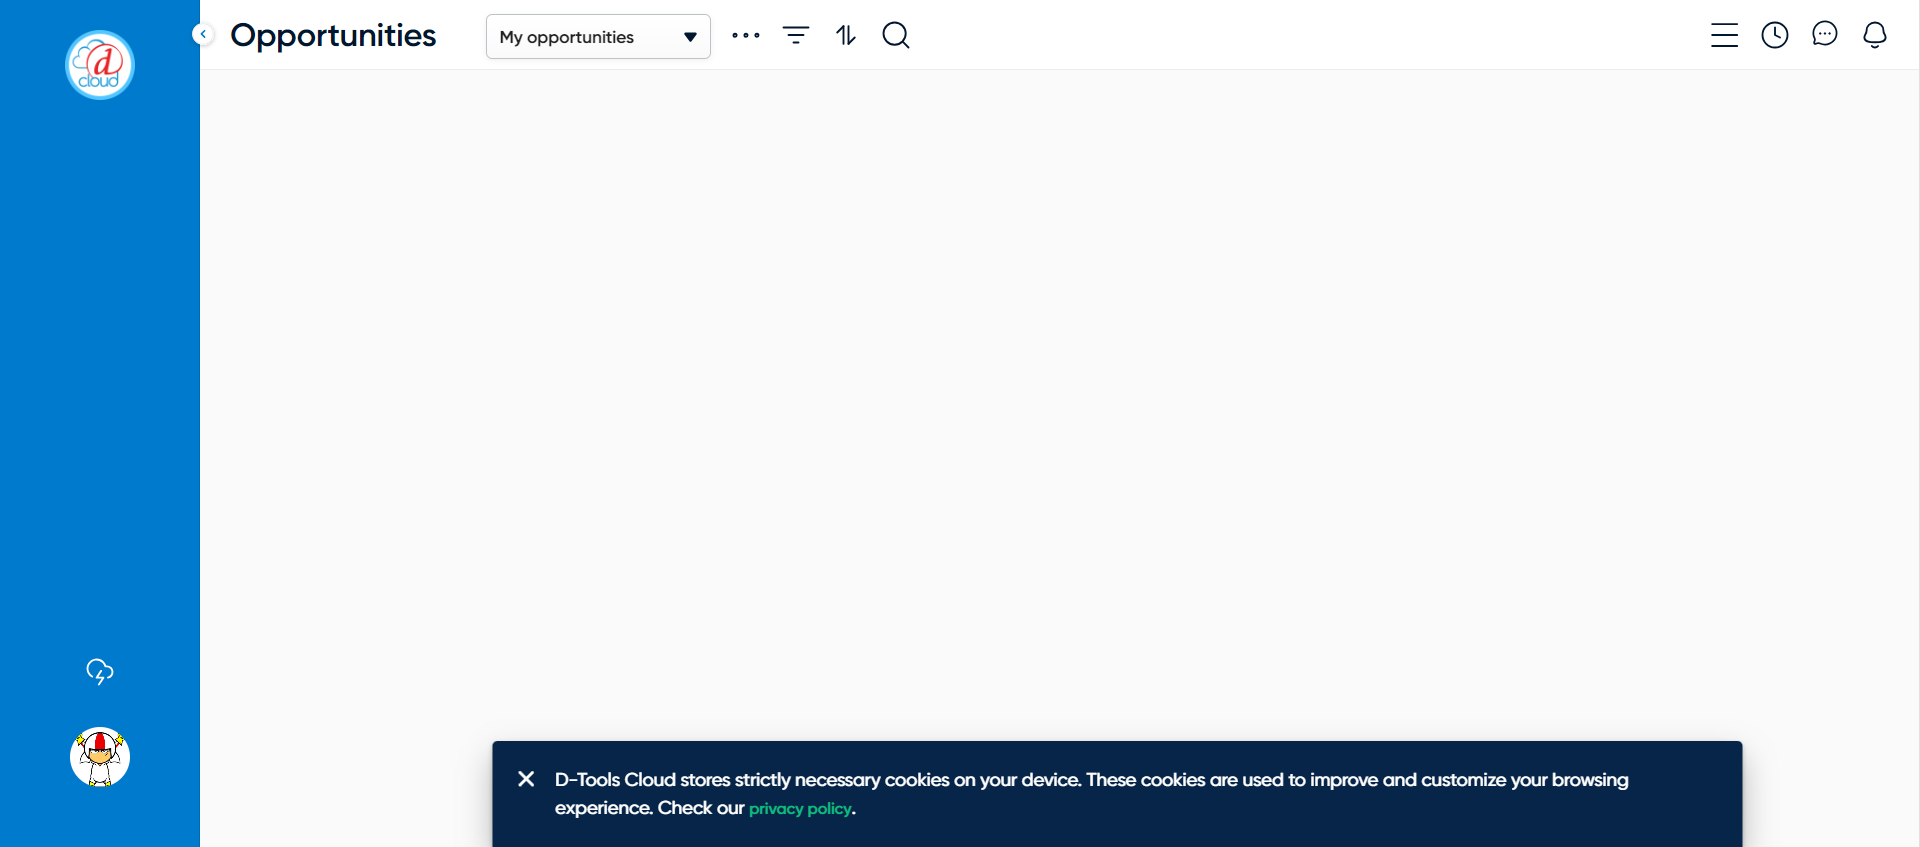 d
cloud
Opportunities
My opportunities
D-Tools Cloud stores strictly necessary cookies on your device. These cookies are used to improve and customize your browsing
experience. Check our privacy policy.